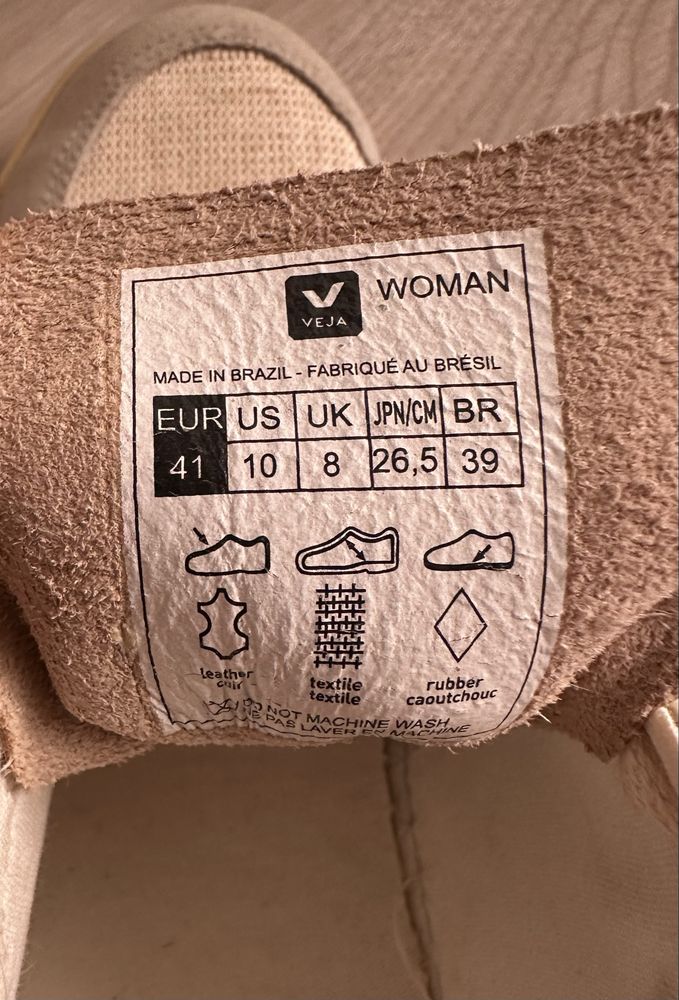 VEJA
WOMAN
MADE IN BRAZIL - FABRIQUÉ AU BRÉSIL
EUR US UK JPN/CM BR
41 10 8 26,5 39
leather
cuir
textile
textile
rubber
caoutchouc
DO NOT MACHINE WASH
NE PAS LAVER EN MACHINE